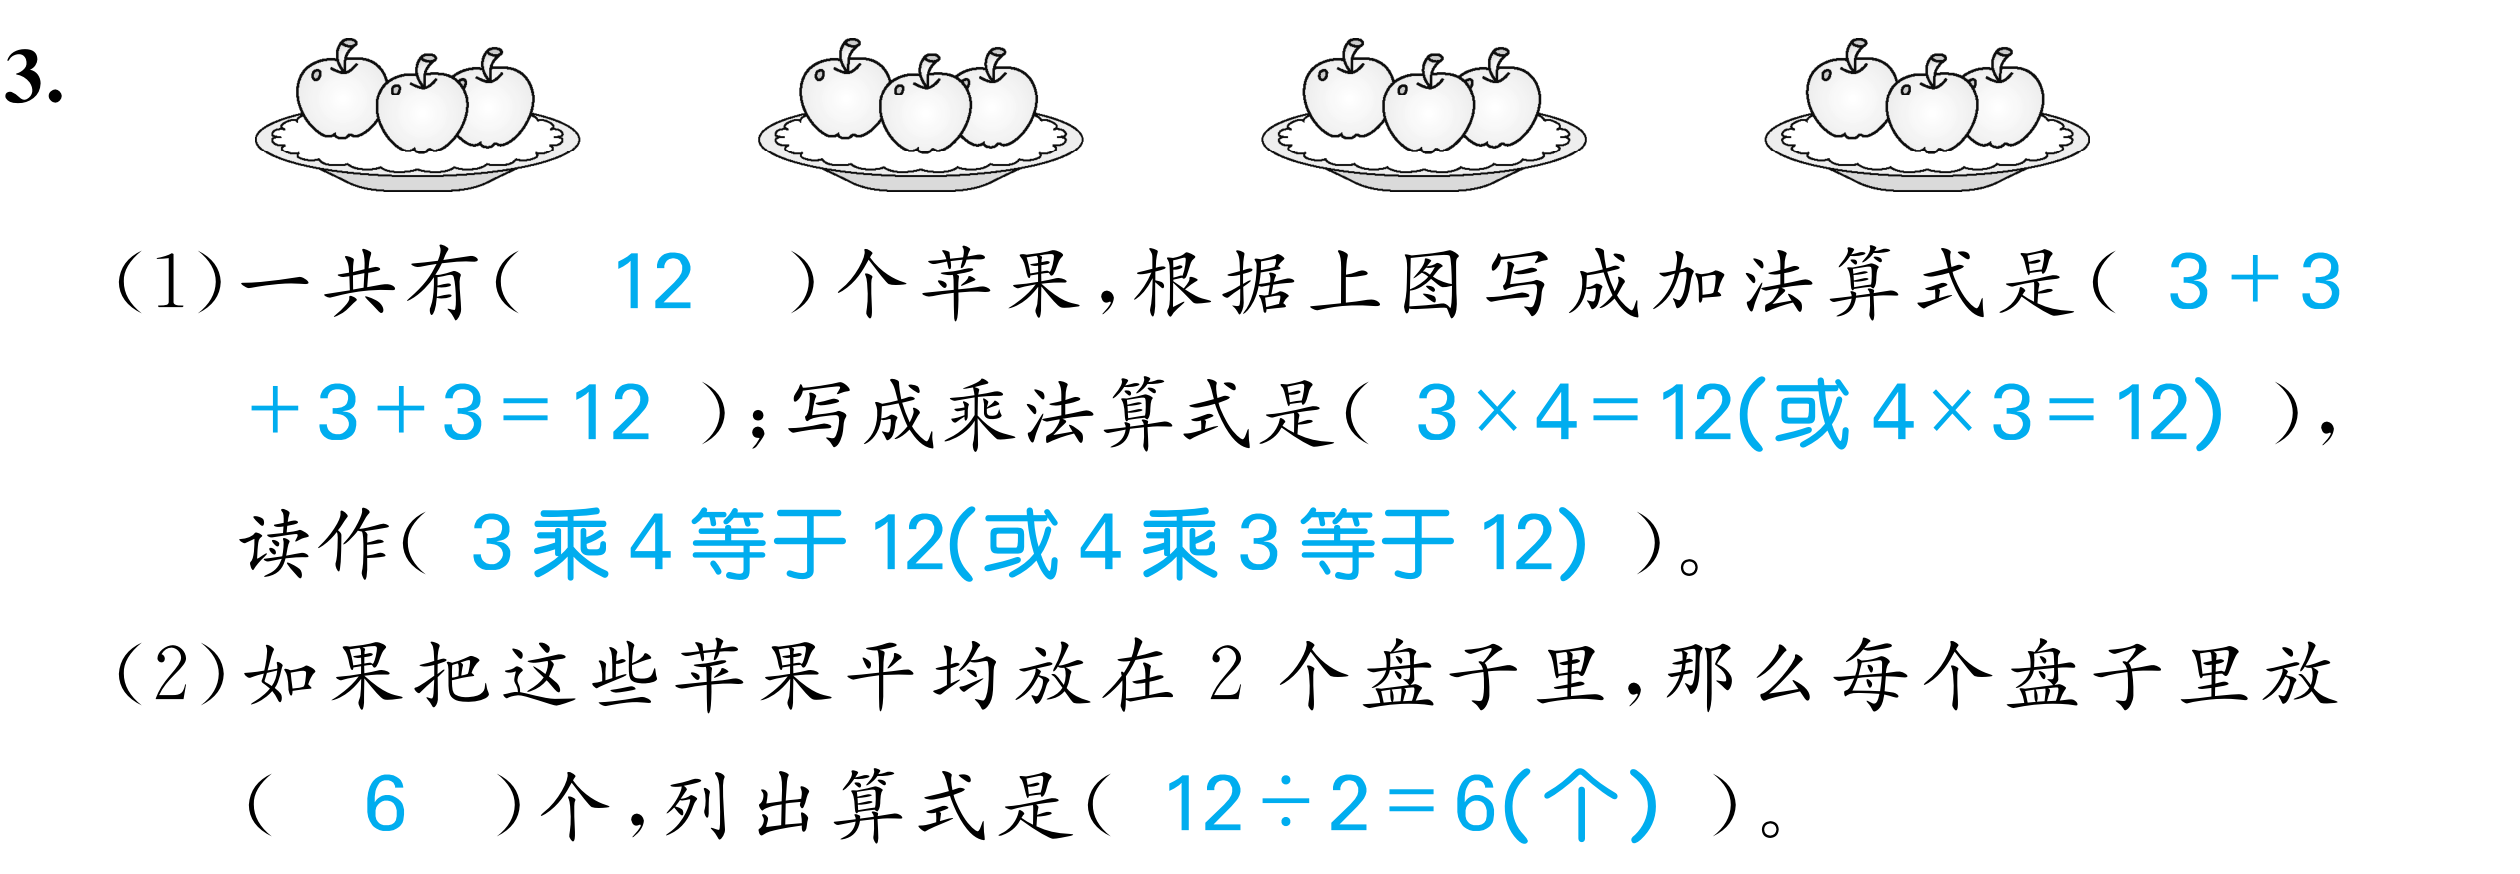 3.
(1)一共有( 12 )个苹果,根据上图写成加法算式是( 3+3
+3+3=12 );写成乘法算式是( 3×4=12(或 4×3=12) ),
读作( 3乘4等于12(或4乘3等于12) )。
(2)如果把这些苹果平均放在 2 个盘子里,那么每个盘子里放
( 6 )个,列出算式是( 12÷2=6(个) )。